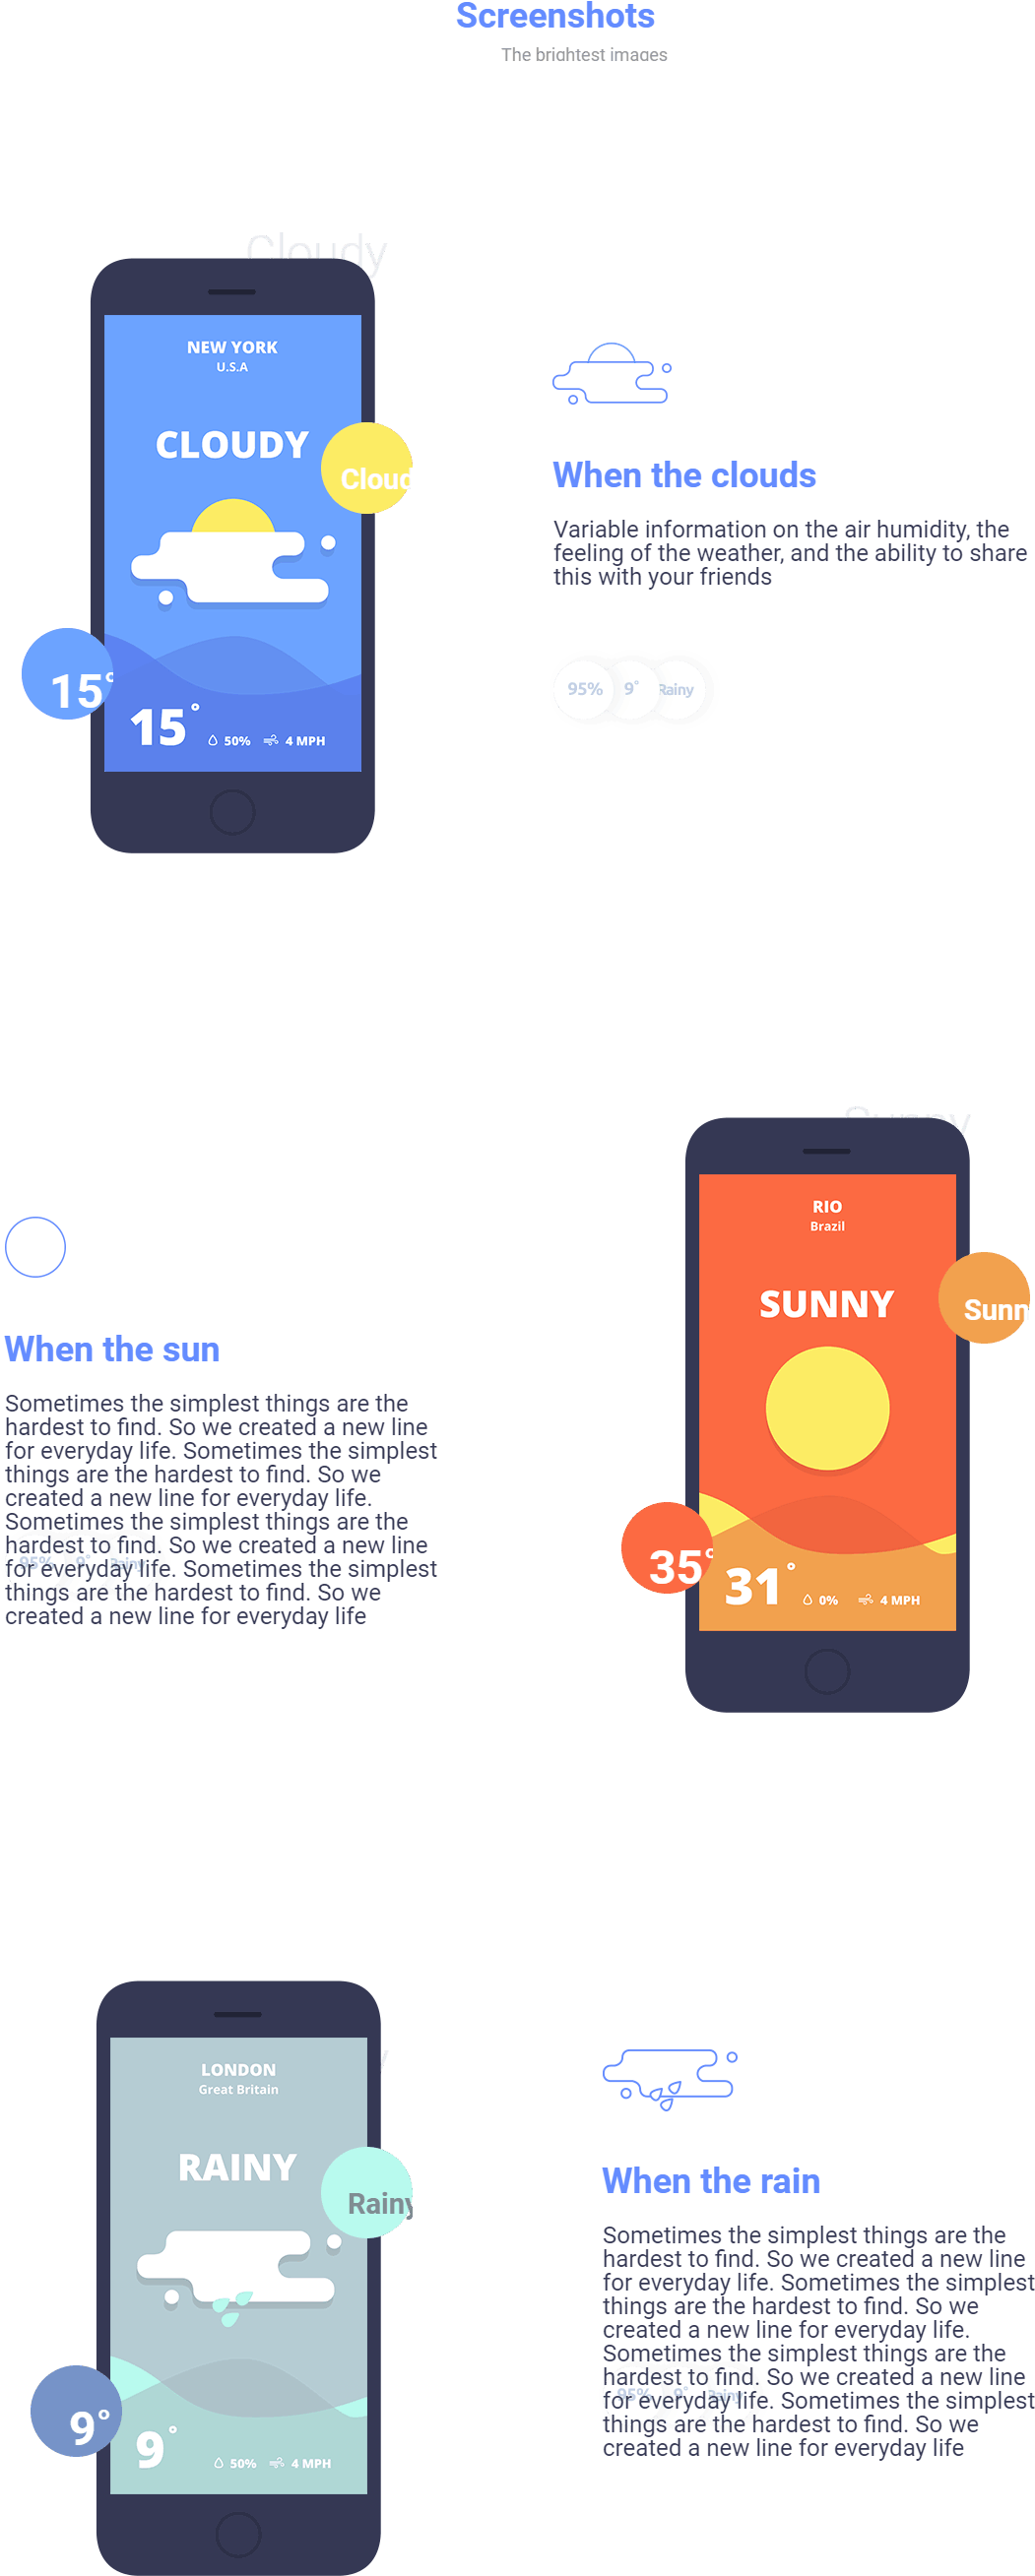 Screenshots
The brightest images
Cloudy
NEW YORK
U.S.A
CLOUDY
Cloud
15°
15°
50%
4 MPH
When the clouds
Variable information on the air humidity, the
feeling of the weather, and the ability to share
this with your friends
95%
9°
Rainy
Sunny
RIO
Brazil
SUNNY
Sunn
35°
31°
0%
4 MPH
When the sun
Sometimes the simplest things are the
hardest to find. So we created a new line
for everyday life. Sometimes the simplest
things are the hardest to find. So we
created a new line for everyday life.
Sometimes the simplest things are the
hardest to find. So we created a new line
for everyday life. Sometimes the simplest
things are the hardest to find. So we
created a new line for everyday life
95%
9°
Rainy
LONDON
Great Britain
RAINY
Rainy
9°
9°
50%
4 MPH
When the rain
Sometimes the simplest things are the
hardest to find. So we created a new line
for everyday life. Sometimes the simplest
things are the hardest to find. So we
created a new line for everyday life.
Sometimes the simplest things are the
hardest to find. So we created a new line
for everyday life. Sometimes the simplest
things are the hardest to find. So we
created a new line for everyday life
95%
9°
Rainy